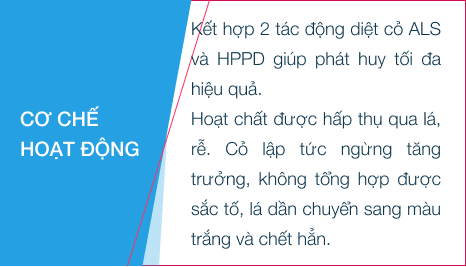 CƠ CHẾ
HOẠT ĐỘNG
Kết hợp 2 tác động diệt cỏ ALS
và HPPD giúp phát huy tối đa
hiệu quả.
Hoạt chất được hấp thụ qua lá,
rễ. Cỏ lập tức ngừng tăng
trưởng, không tổng hợp được
sắc tố, lá dần chuyển sang màu
trắng và chết hẳn.